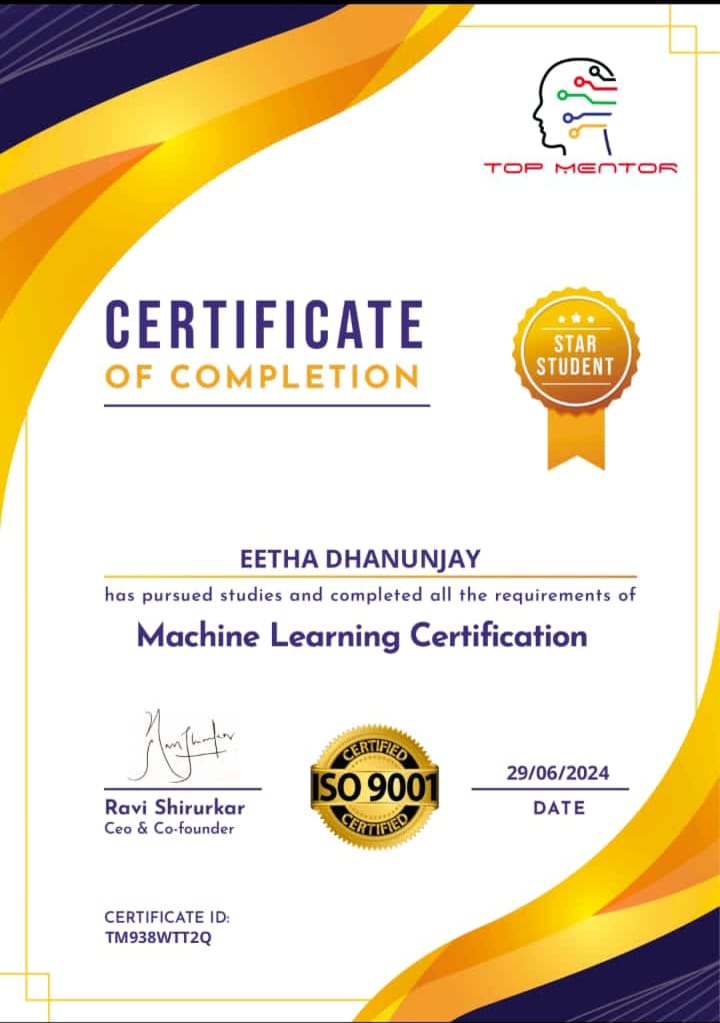 TOP MENTOR
CERTIFICATE
OF COMPLETION
STAR
STUDENT
EETHA DHANUNJAY
has pursued studies and completed all the requirements of
Machine Learning Certification
Ravi Shirurkar
Ceo & Co-founder
CERTIFIED
ISO 9001
CERTIFIED
29/06/2024
DATE
CERTIFICATE ID:
TM938WTT2Q